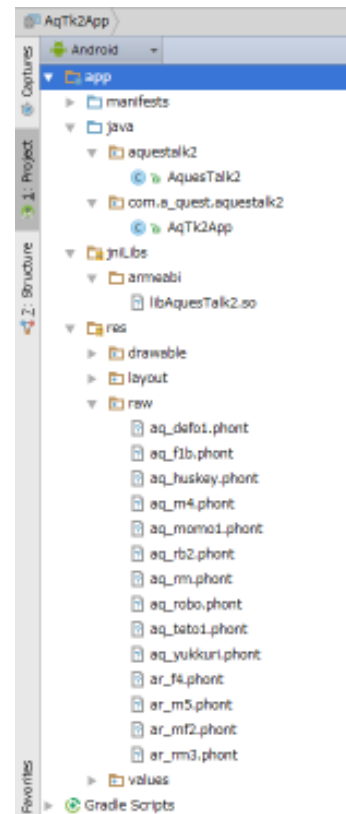 AqTk2App
Android
Captures
1: Project
2: Structure
Favorites
app
manifests
java
aquestalk2
AquesTalk2
com.a_quest.aquestalk2
AqTk2App
jniLibs
armeabi
libAquesTalk2.so
res
drawable
layout
raw
aq_defo1.phont
aq_f1b.phont
aq_huskey.phont
aq_m4.phont
aq_momo1.phont
aq_rb2.phont
aq_rm.phont
aq_robo.phont
aq_teto1.phont
aq_yukkuri.phont
ar_f4.phont
ar_m5.phont
ar_mf2.phont
ar_rm3.phont
values
Gradle Scripts